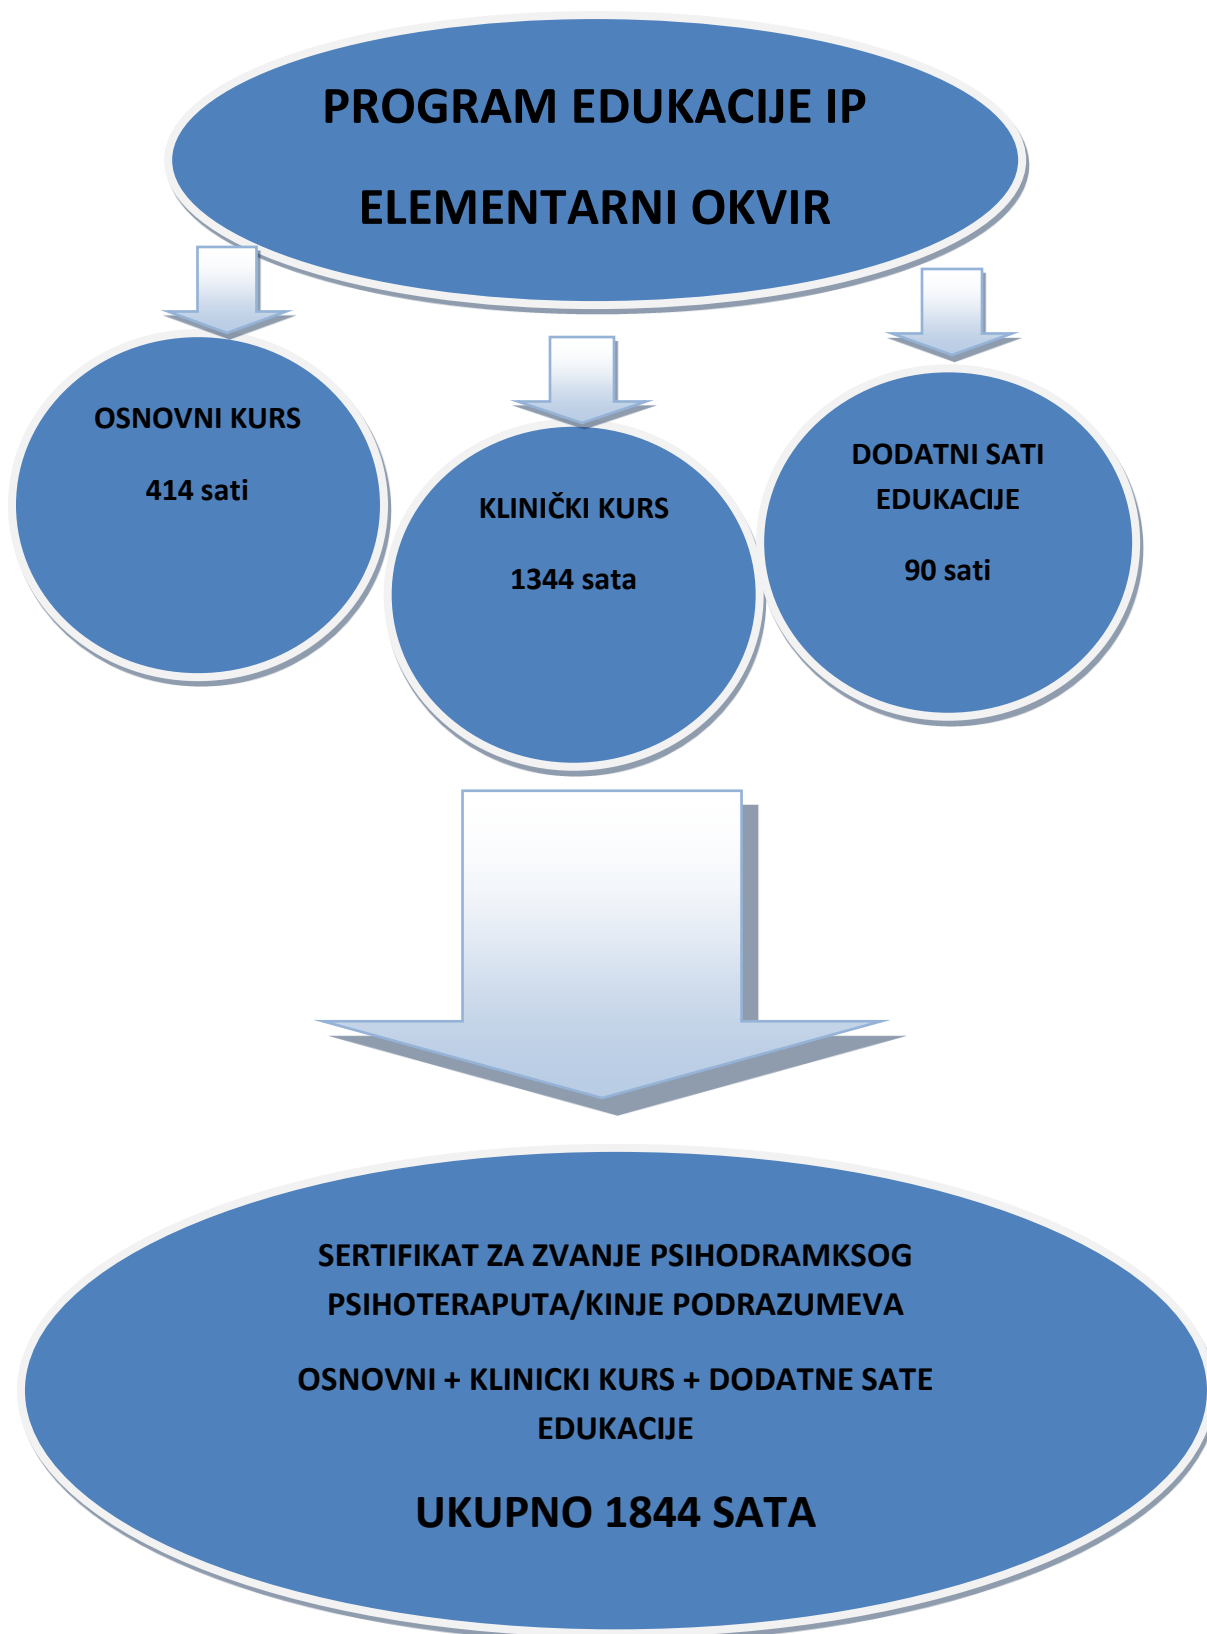 PROGRAM EDUKACIJE IP
ELEMENTARNI OKVIR
OSNOVNI KURS
414 sati
KLINIČKI KURS
1344 sata
DODATNI SATI
EDUKACIJE
90 sati
SERTIFIKAT ZA ZVANJE PSIHODRAMKSOG
PSIHOTERAPUTA/KINJE PODRAZUMEVA
OSNOVNI + KLINICKI KURS + DODATNE SATE
EDUKACIJE
UKUPNO 1844 SATA